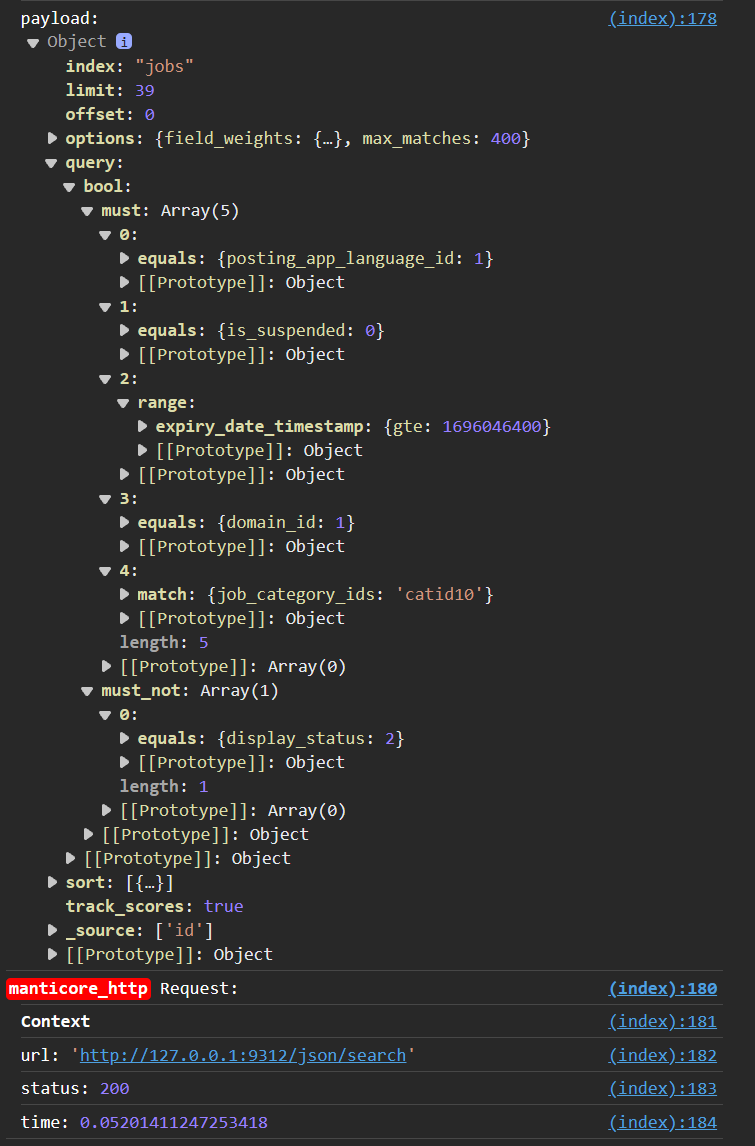 payload: (index):178
▼ Object i
index: "jobs"
limit: 39
offset: 0
▶ options: {field_weights: {…}, max_matches: 400}
▼ query:
▼ bool:
▼ must: Array(5)
▼ 0:
▶ equals: {posting_app_language_id: 1}
▶ [[Prototype]]: Object
▼ 1:
▶ equals: {is_suspended: 0}
▶ [[Prototype]]: Object
▼ 2:
▼ range:
▶ expiry_date_timestamp: {gte: 1696046400}
▶ [[Prototype]]: Object
▶ [[Prototype]]: Object
▼ 3:
▶ equals: {domain_id: 1}
▶ [[Prototype]]: Object
▼ 4:
▶ match: {job_category_ids: 'catid10'}
▶ [[Prototype]]: Object
length: 5
▶ [[Prototype]]: Array(0)
▼ must_not: Array(1)
▼ 0:
▶ equals: {display_status: 2}
▶ [[Prototype]]: Object
length: 1
▶ [[Prototype]]: Array(0)
▶ [[Prototype]]: Object
▶ [[Prototype]]: Object
▶ sort: [{…}]
track_scores: true
▶ _source: ['id']
▶ [[Prototype]]: Object
manticore_http Request: (index):180
Context (index):181
url: 'http://127.0.0.1:9312/json/search' (index):182
status: 200 (index):183
time: 0.05201411247253418 (index):184